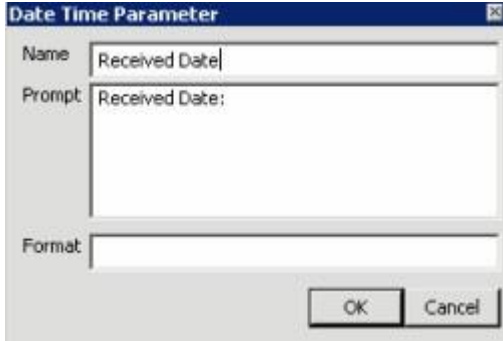 Date Time Parameter
Name Received Date
Prompt Received Date:
Format
OK Cancel